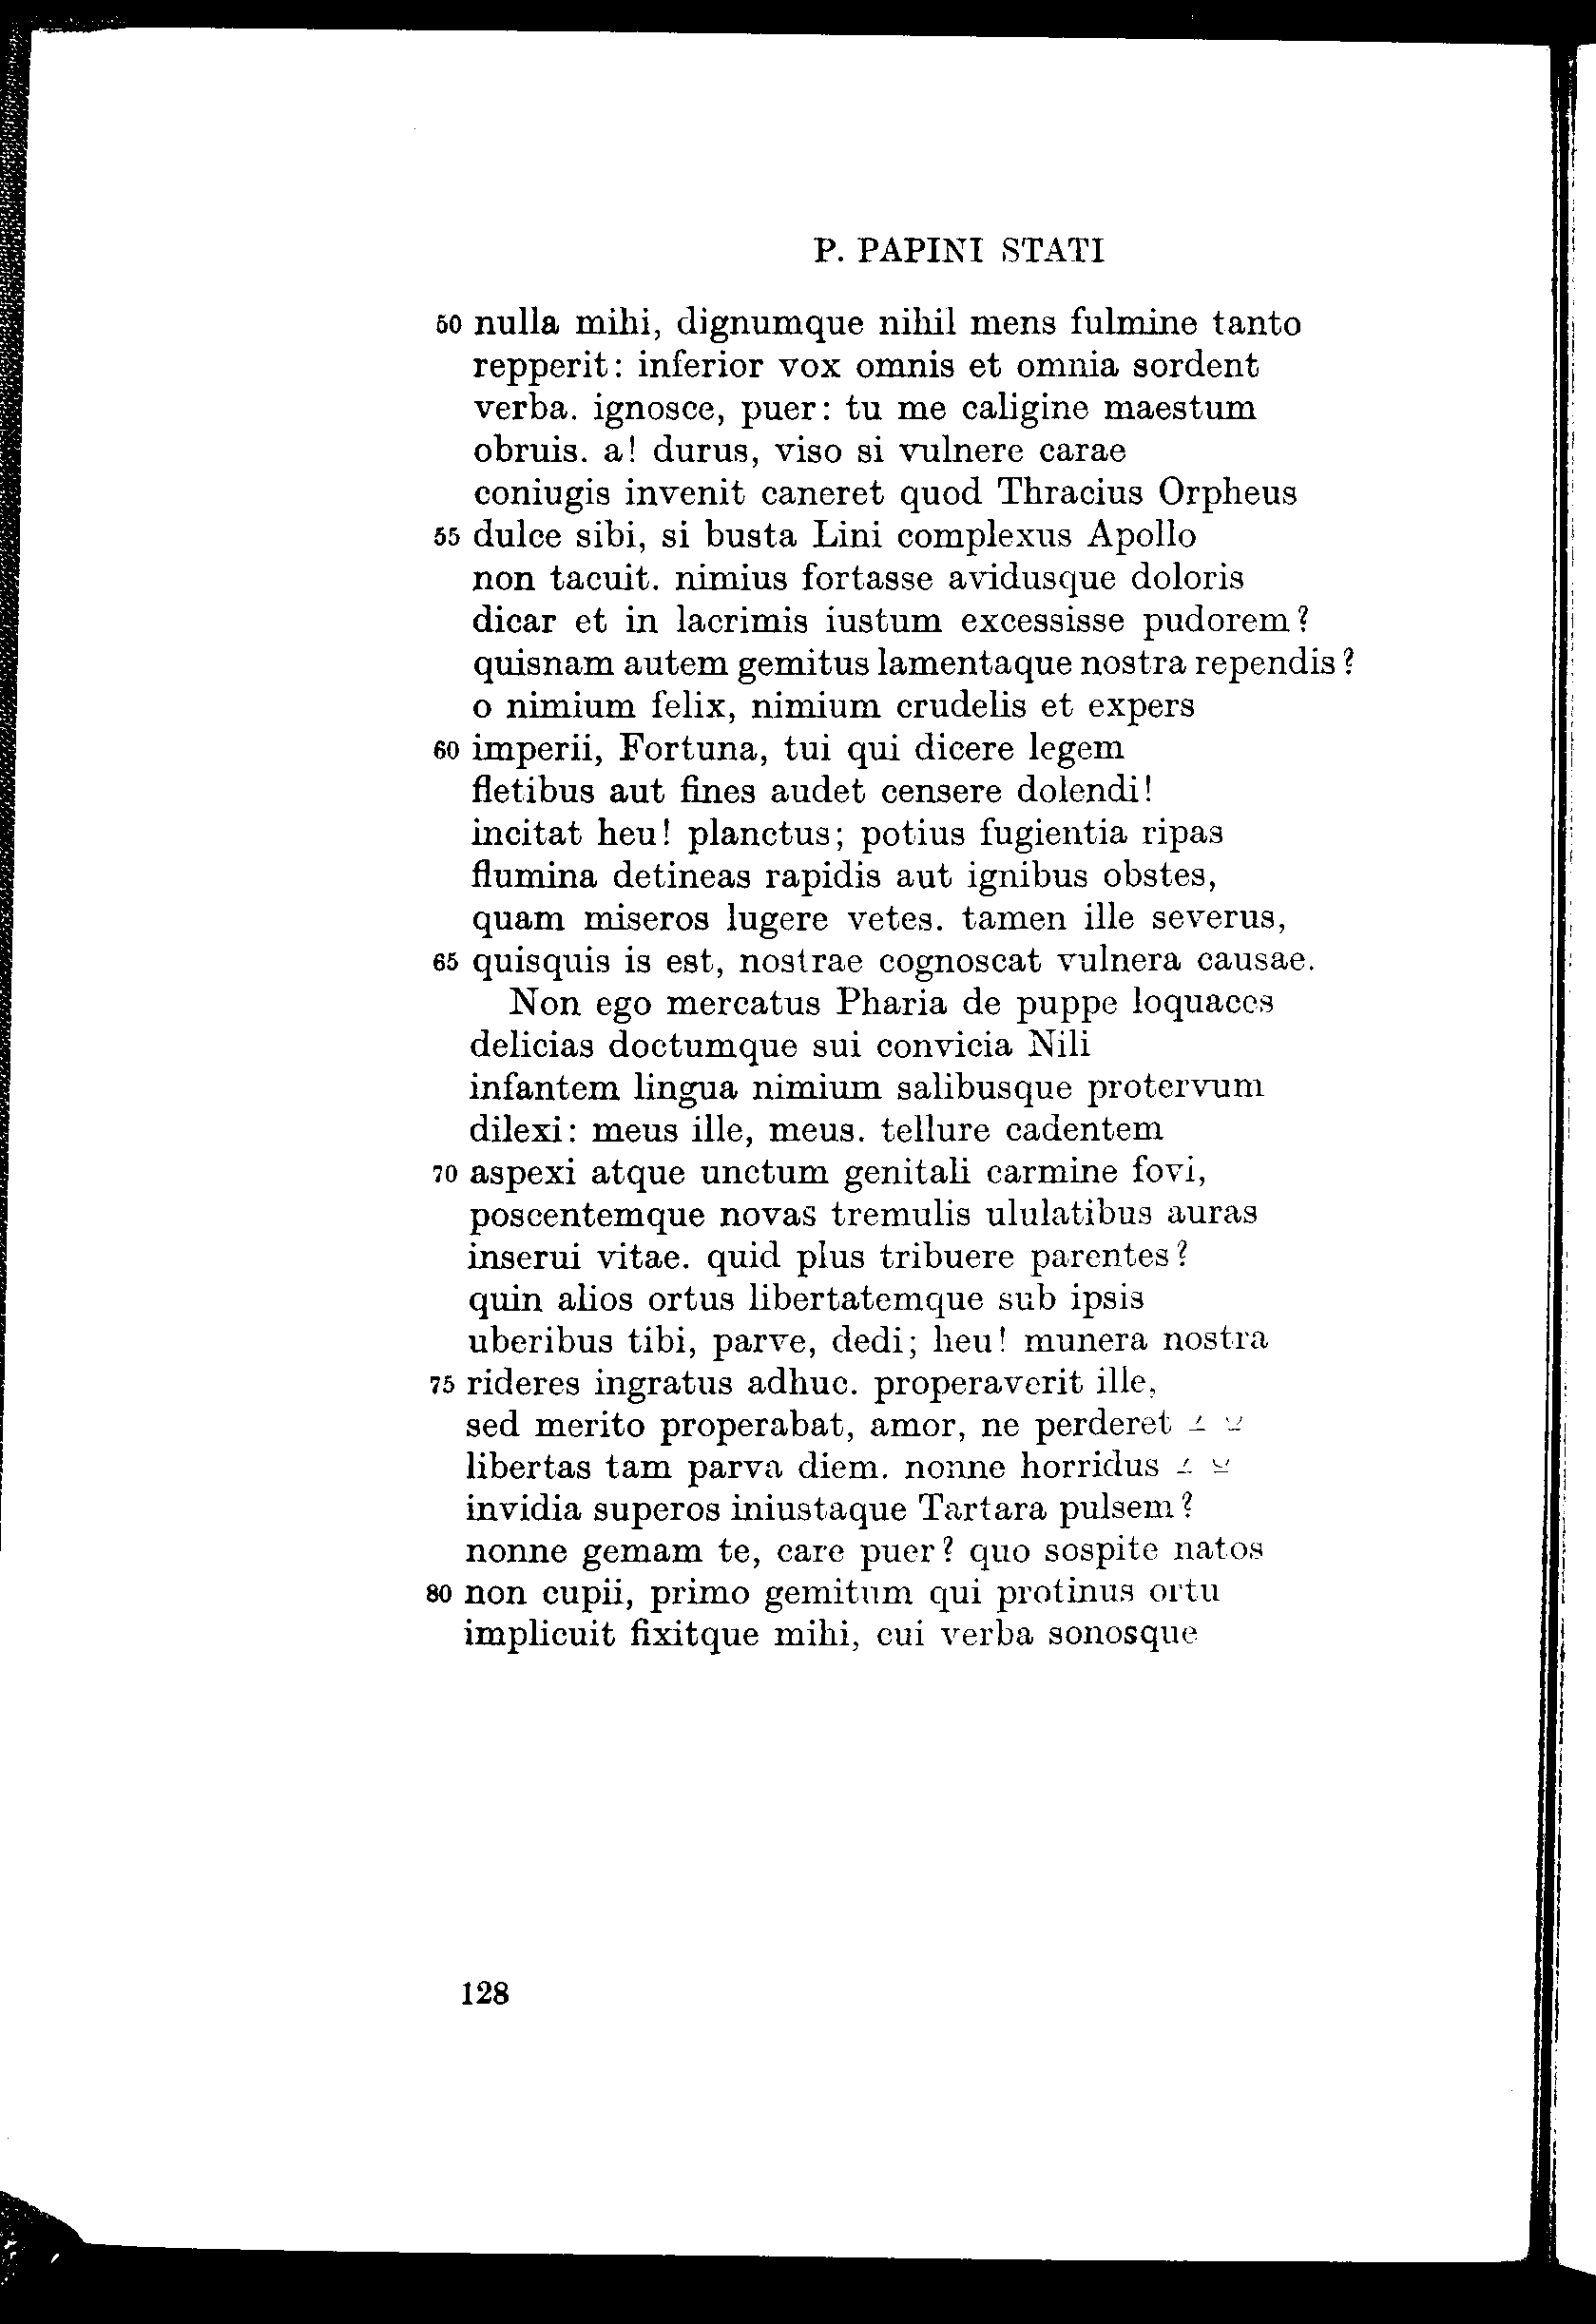 P. PAPINI STATI
50 nulla mihi, dignumque nihil mens fulmine tanto
repperit: inferior vox omnis et omnia sordent
verba. ignosce, puer: tu me caligine maestum
obruis. a! durus, viso si vulnere carae
coniugis invenit caneret quod Thracius Orpheus
55 dulce sibi, si busta Lini complexus Apollo
non tacuit. nimius fortasse avidusque doloris
dicar et in lacrimis iustum excessisse pudorem?
quisnam autem gemitus lamentaque nostra rependis?
o nimium felix, nimium crudelis et expers
60 imperii, Fortuna, tui qui dicere legem
fletibus aut fines audet censere dolendi!
incitat heu! planctus; potius fugientia ripas
flumina detineas rapidis aut ignibus obstes,
quam miseros lugere vetes. tamen ille severus,
65 quisquis is est, nostrae cognoscat vulnera causae.
Non ego mercatus Pharia de puppe loquaces
delicias doctumque sui convicia Nili
infantem lingua nimium salibusque protervum
dilexi: meus ille, meus. tellure cadentem
70 aspexi atque unctum genitali carmine fovi,
poscentemque novas tremulis ululatibus auras
inserui vitae. quid plus tribuere parentes?
quin alios ortus libertatemque sub ipsis
uberibus tibi, parve, dedi; heu! munera nostra
75 rideres ingratus adhuc. properaverit ille,
sed merito properabat, amor, ne perderet –́ ⏓
libertas tam parva diem. nonne horridus –́ ⏓
invidia superos iniustaque Tartara pulsem?
nonne gemam te, care puer? quo sospite natos
80 non cupii, primo gemitum qui protinus ortu
implicuit fixitque mihi, cui verba sonosque
128